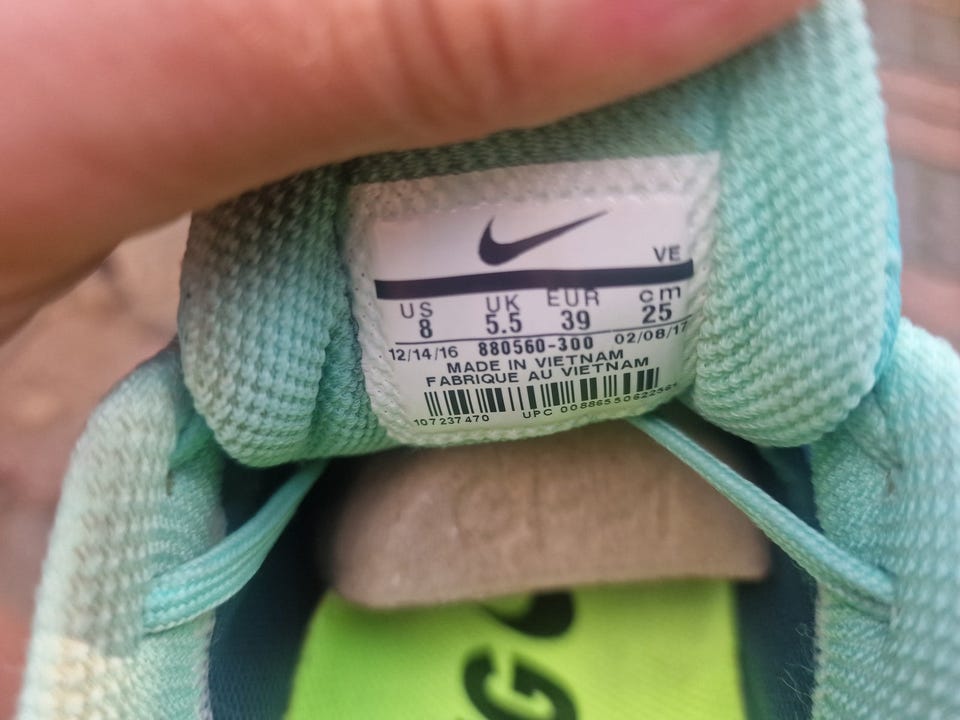 VE
US UK EUR cm
8 5.5 39 25
12/14/16 880560-300 02/08/17
MADE IN VIETNAM
FABRIQUE AU VIETNAM
107237470 UPC
G